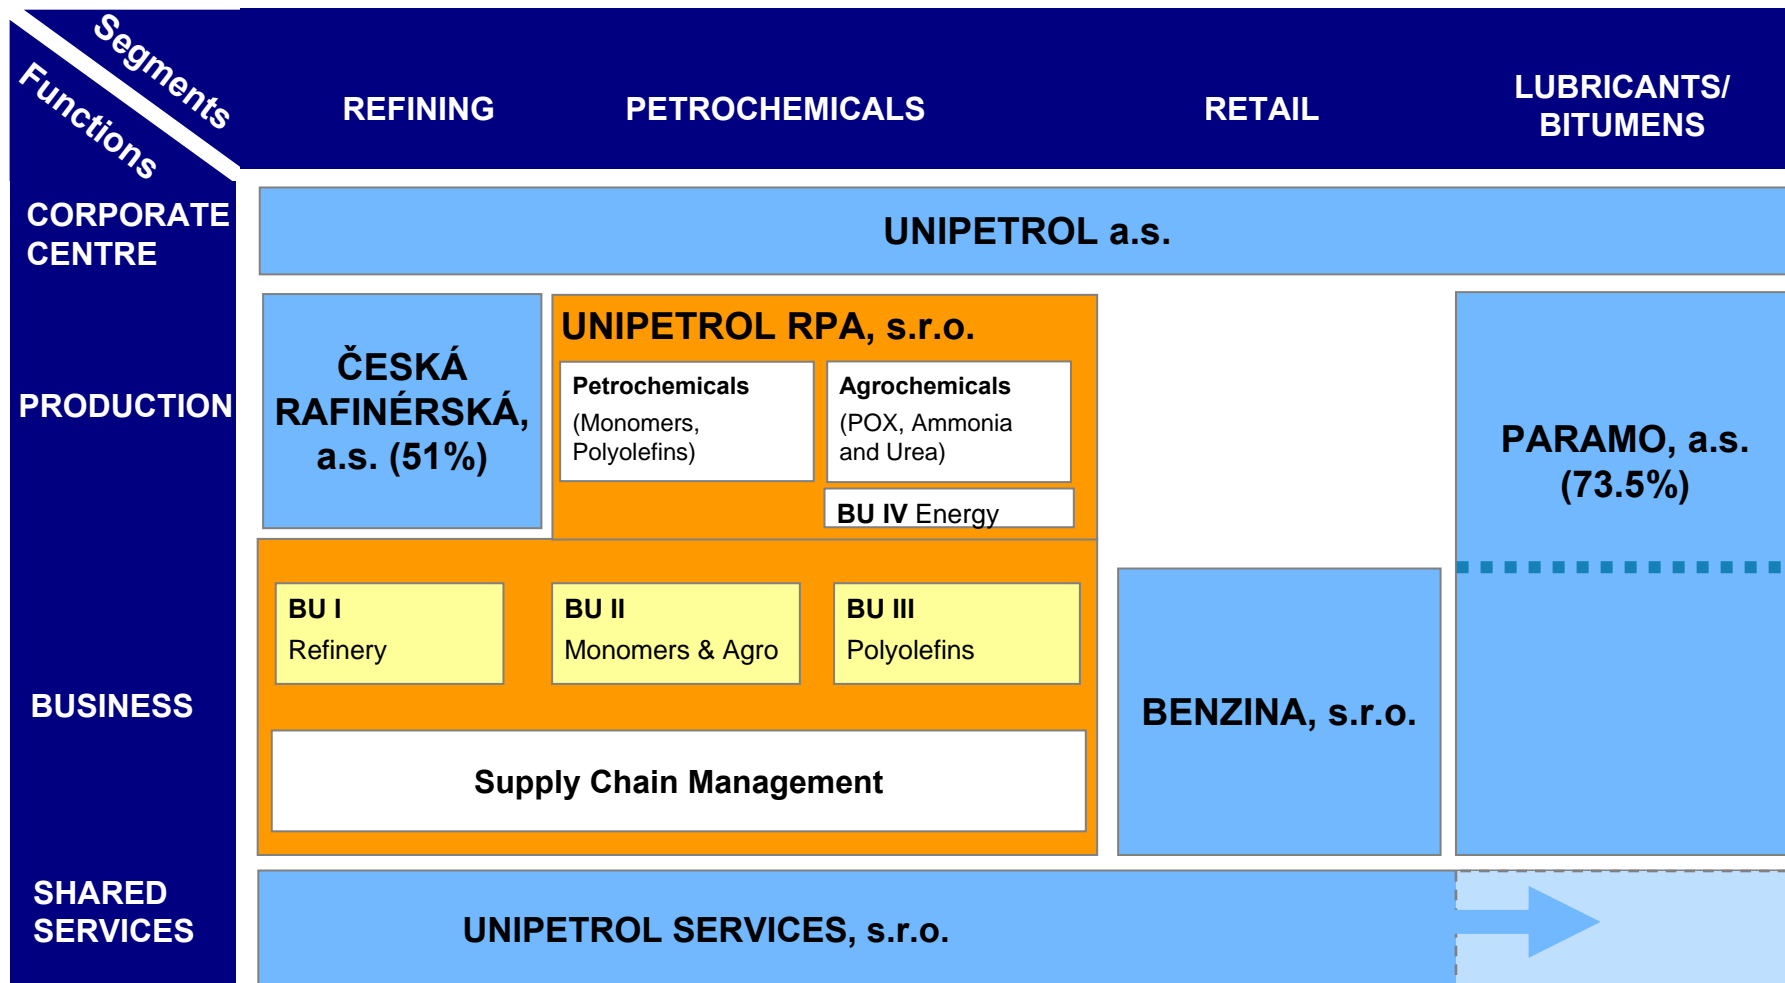 Segments
Functions
REFINING
PETROCHEMICALS
RETAIL
LUBRICANTS/
BITUMENS
CORPORATE
CENTRE
UNIPETROL a.s.
PRODUCTION
ČESKÁ
RAFINÉRSKÁ,
a.s. (51%)
UNIPETROL RPA, s.r.o.
Petrochemicals
(Monomers,
Polyolefins)
Agrochemicals
(POX, Ammonia
and Urea)
BU IV Energy
PARAMO, a.s.
(73.5%)
BUSINESS
BU I
Refinery
BU II
Monomers & Agro
BU III
Polyolefins
Supply Chain Management
BENZINA, s.r.o.
SHARED
SERVICES
UNIPETROL SERVICES, s.r.o.